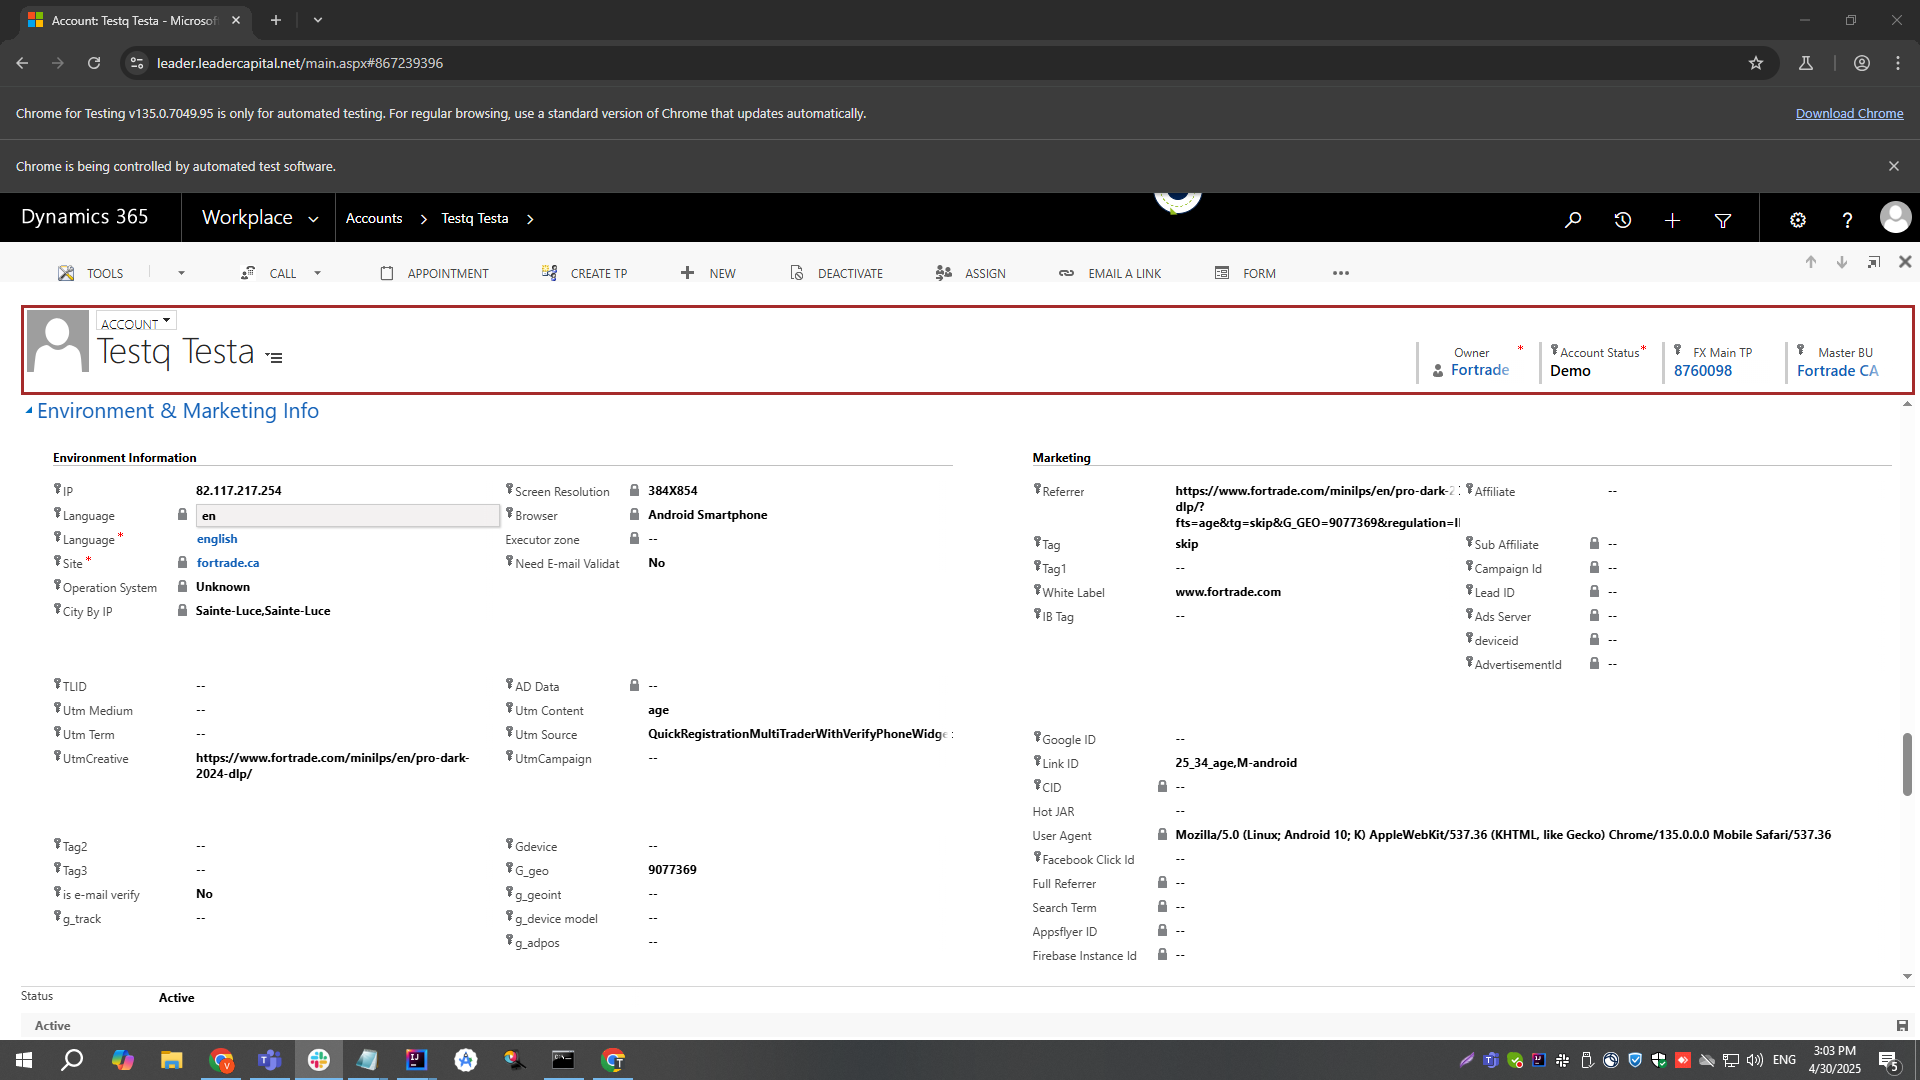 Account: Testq Testa - Microsof
leader.leadercapital.net/main.aspx#867239396
Chrome for Testing v135.0.7049.95 is only for automated testing. For regular browsing, use a standard version of Chrome that updates automatically.
Download Chrome
Chrome is being controlled by automated test software.
Dynamics 365
Workplace
Accounts
Testq Testa
TOOLS
CALL
APPOINTMENT
CREATE TP
NEW
DEACTIVATE
ASSIGN
EMAIL A LINK
FORM
ACCOUNT
Testq Testa
Owner *
Fortrade
Account Status*
Demo
FX Main TP
8760098
Master BU
Fortrade CA
Environment & Marketing Info
Environment Information
IP 82.117.217.254
Language en
Language * english
Site * fortrade.ca
Operation System Unknown
City By IP Sainte-Luce,Sainte-Luce
Screen Resolution 384X854
Browser Android Smartphone
Executor zone --
Need E-mail Validat No
TLID --
Utm Medium --
Utm Term --
UtmCreative https://www.fortrade.com/minilps/en/pro-dark-
2024-dlp/
AD Data --
Utm Content age
Utm Source QuickRegistrationMultiTraderWithVerifyPhoneWidge
UtmCampaign --
Tag2 --
Tag3 --
is e-mail verify No
g_track --
Gdevice --
G_geo 9077369
g_geoint --
g_device model --
g_adpos --
Marketing
Referrer https://www.fortrade.com/minilps/en/pro-dark-2
dlp/?
fts=age&tg=skip&G_GEO=9077369&regulation=II
Tag skip
Tag1 --
White Label www.fortrade.com
IB Tag --
Affiliate --
Sub Affiliate --
Campaign Id --
Lead ID --
Ads Server --
deviceid --
AdvertisementId --
Google ID --
Link ID 25_34_age,M-android
CID --
Hot JAR --
User Agent Mozilla/5.0 (Linux; Android 10; K) AppleWebKit/537.36 (KHTML, like Gecko) Chrome/135.0.0.0 Mobile Safari/537.36
Facebook Click Id --
Full Referrer --
Search Term --
Appsflyer ID --
Firebase Instance Id --
Status Active
Active
ENG
3:03 PM
4/30/2025
5